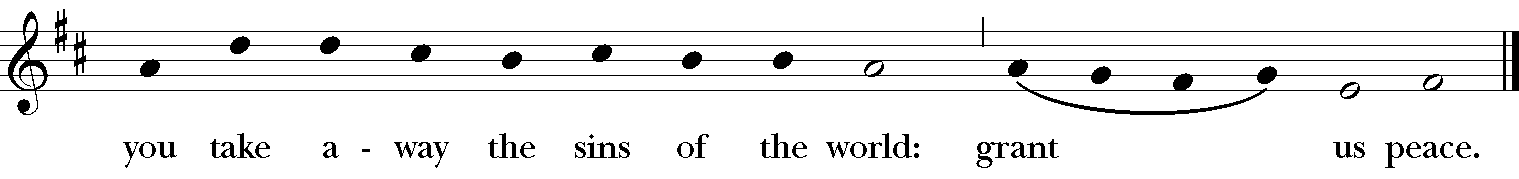 you take a - way the sins of the world: grant us peace.